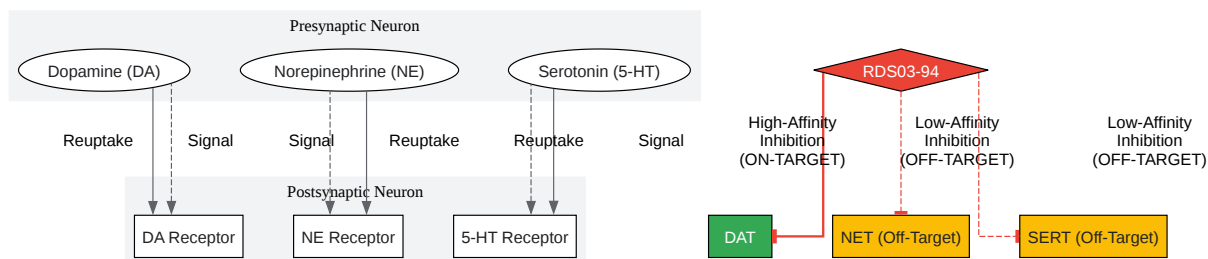 Presynaptic Neuron
Dopamine (DA)
Norepinephrine (NE)
Serotonin (5-HT)
Reuptake
Signal
Signal
Reuptake
Reuptake
Signal
Postsynaptic Neuron
DA Receptor
NE Receptor
5-HT Receptor
RDS03-94
High-Affinity
Inhibition
(ON-TARGET)
Low-Affinity
Inhibition
(OFF-TARGET)
Low-Affinity
Inhibition
(OFF-TARGET)
DAT
NET (Off-Target)
SERT (Off-Target)